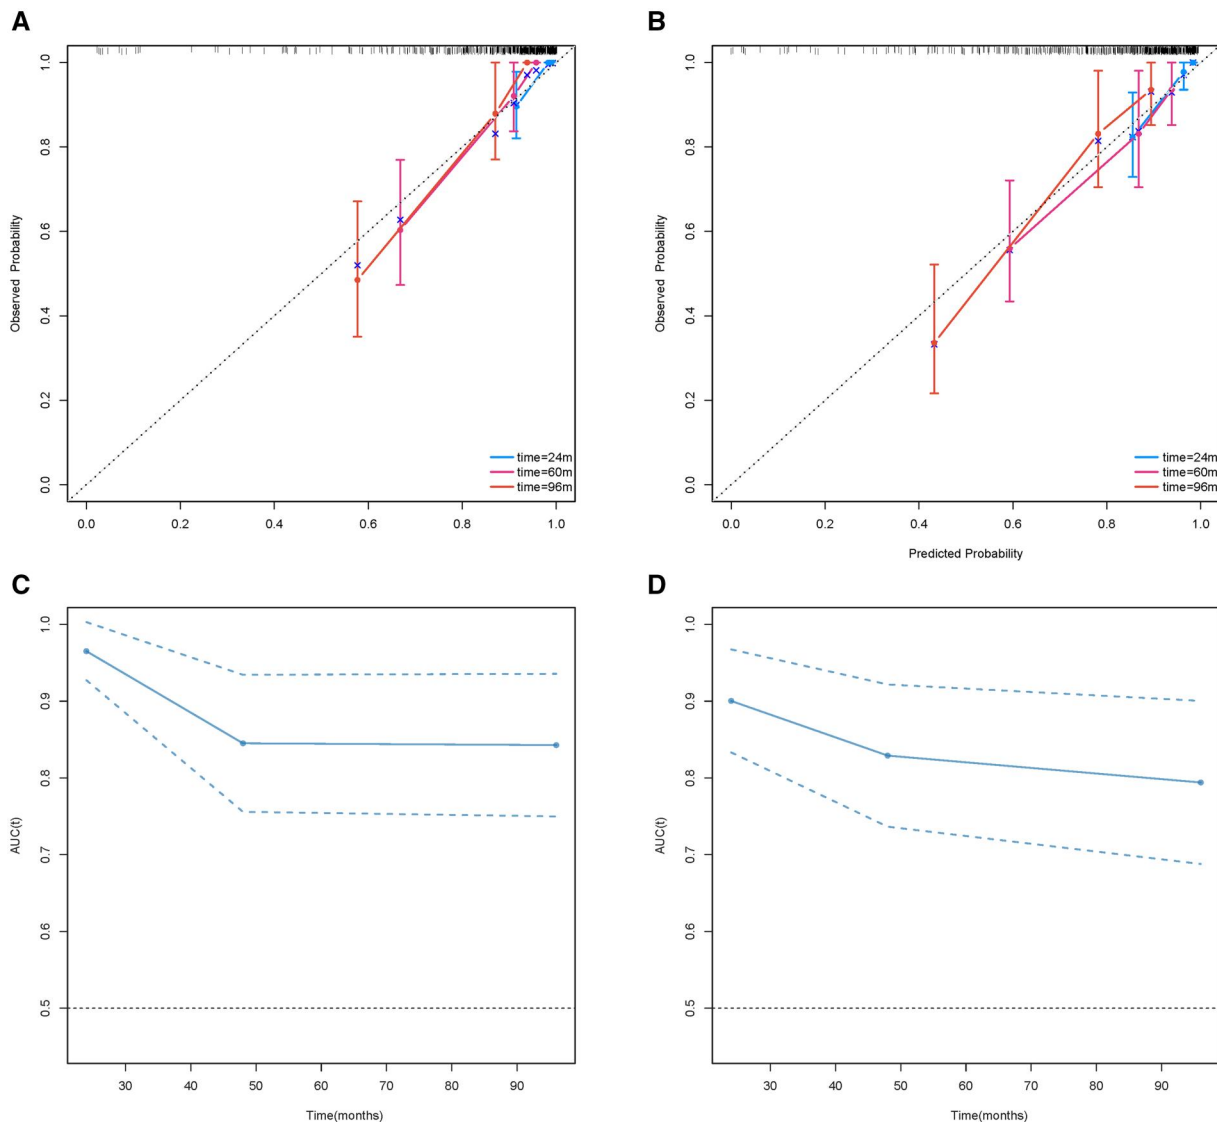 A
B
Observed Probability
1.0
0.8
0.6
0.4
0.2
0.0
time=24m
time=60m
time=96m
0.0 0.2 0.4 0.6 0.8 1.0
Observed Probability
1.0
0.8
0.6
0.4
0.2
0.0
time=24m
time=60m
time=96m
0.0 0.2 0.4 0.6 0.8 1.0
Predicted Probability
C
D
AUC(t)
1.0
0.9
0.8
0.7
0.6
0.5
30 40 50 60 70 80 90
Time(months)
AUC(t)
1.0
0.9
0.8
0.7
0.6
0.5
30 40 50 60 70 80 90
Time(months)